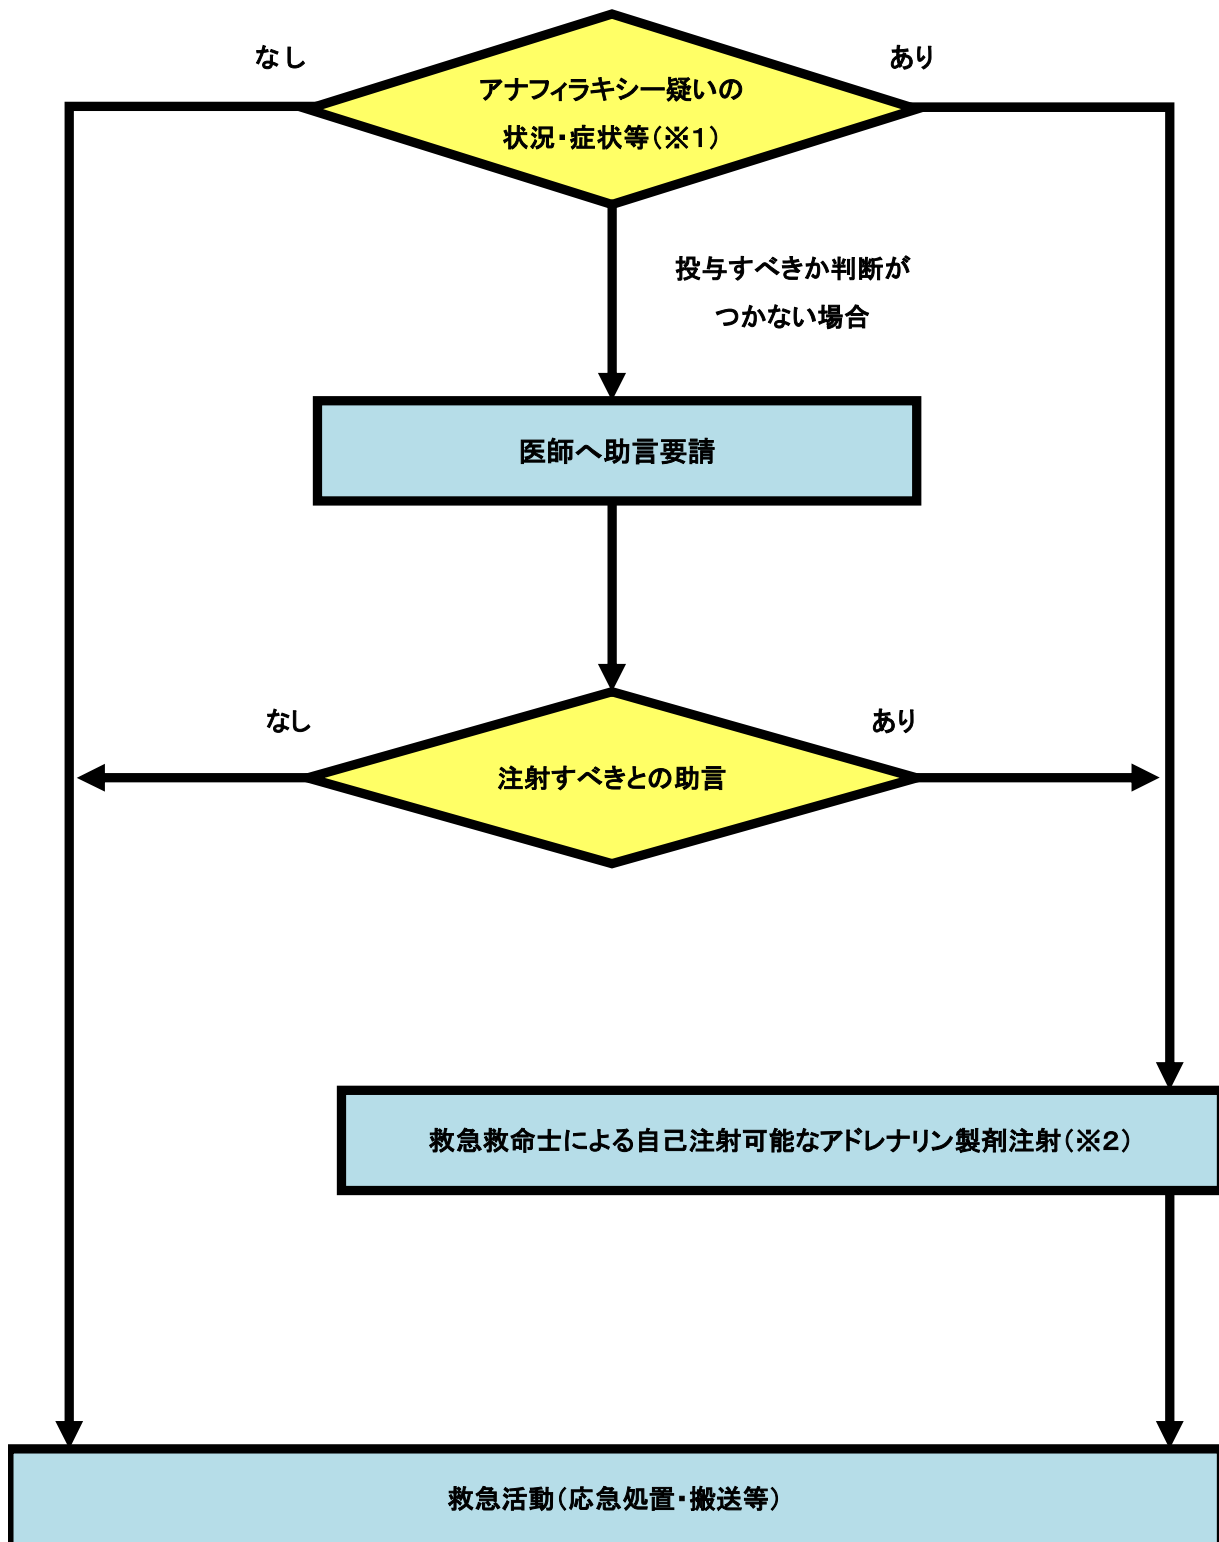 なし
あり
アナフィラキシー疑いの
状況・症状等（※１）
投与すべきか判断が
つかない場合
医師へ助言要請
なし
あり
注射すべきとの助言
救急救命士による自己注射可能なアドレナリン製剤注射（※２）
救急活動（応急処置・搬送等）